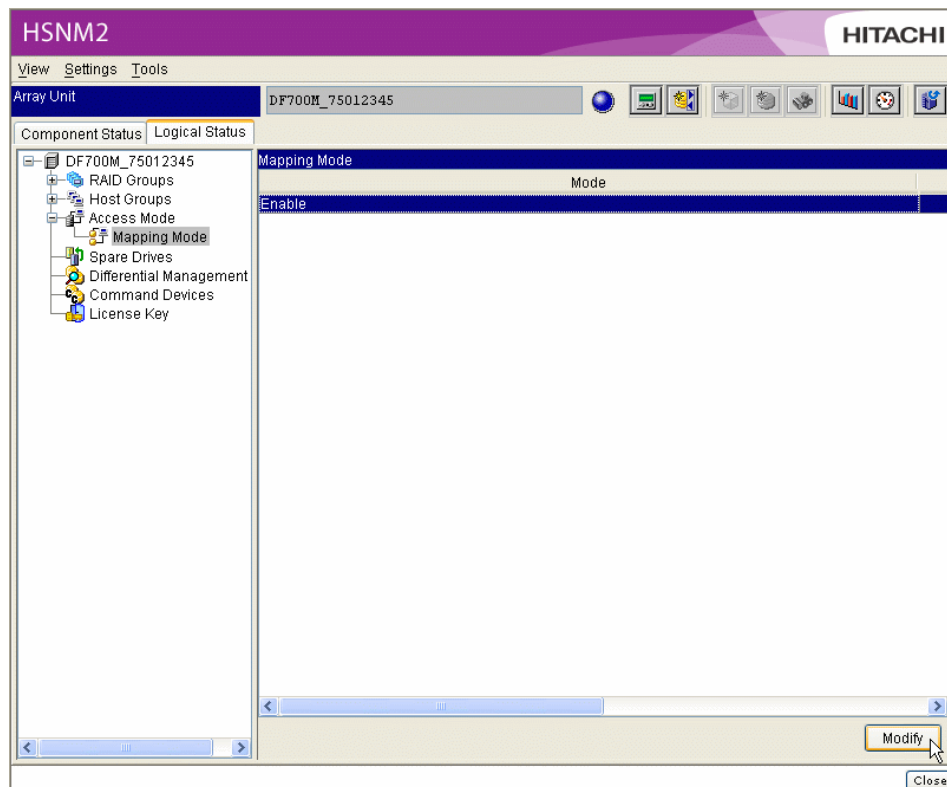 HSNM2
HITACHI
View Settings Tools
Array Unit
DF700M_75012345
Component Status
Logical Status
DF700M_75012345
RAID Groups
Host Groups
Access Mode
Mapping Mode
Spare Drives
Differential Management
Command Devices
License Key
Mapping Mode
Mode
Enable
Modify
Close